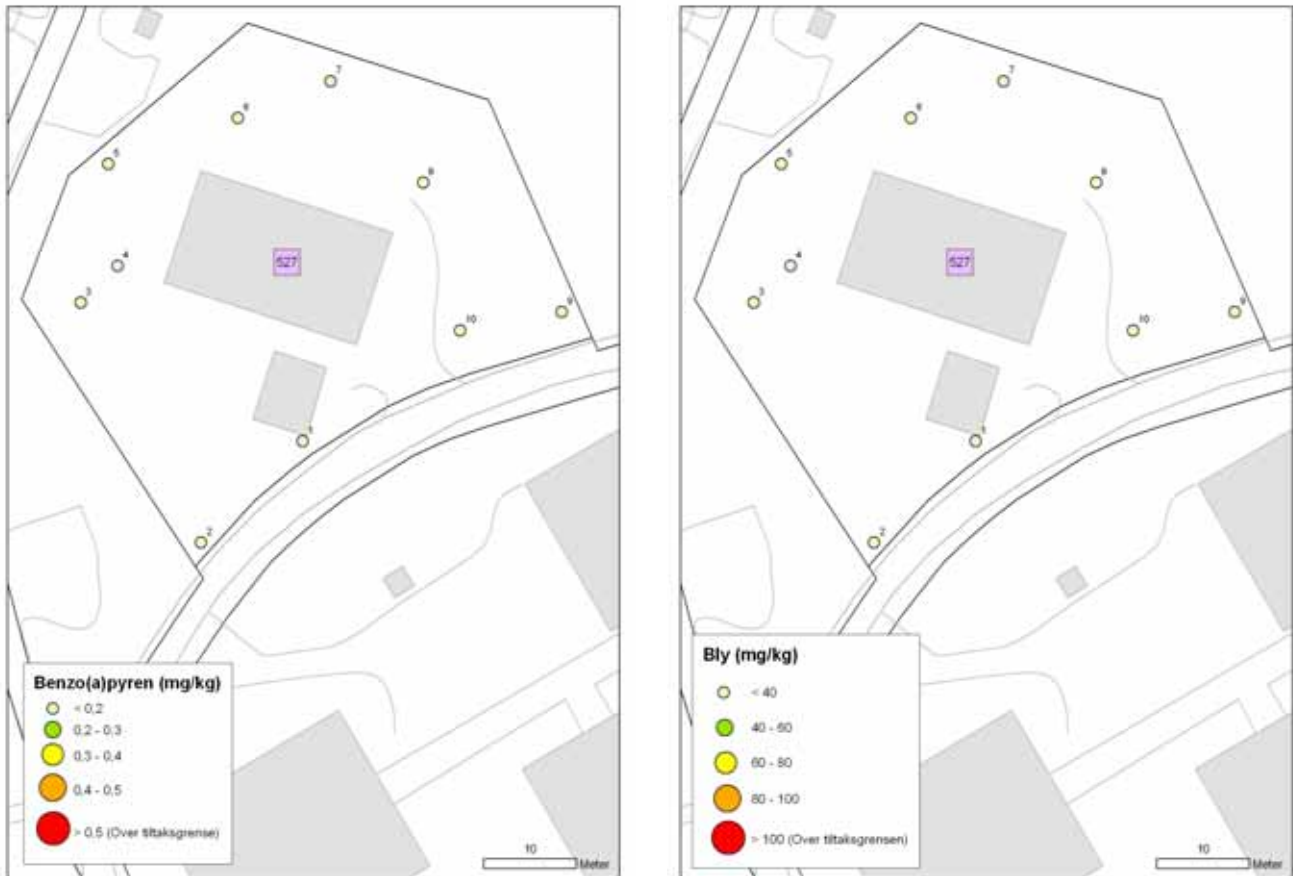 7
6
5
8
4
527
3
9
10
1
2
Benzo(a)pyren (mg/kg)
< 0,2
0,2 - 0,3
0,3 - 0,4
0,4 - 0,5
> 0,5 (Over tiltaksgrense)
10
Meter
7
6
5
8
4
527
3
9
10
1
2
Bly (mg/kg)
< 40
40 - 60
60 - 80
80 - 100
> 100 (Over tiltaksgrensen)
10
Meter